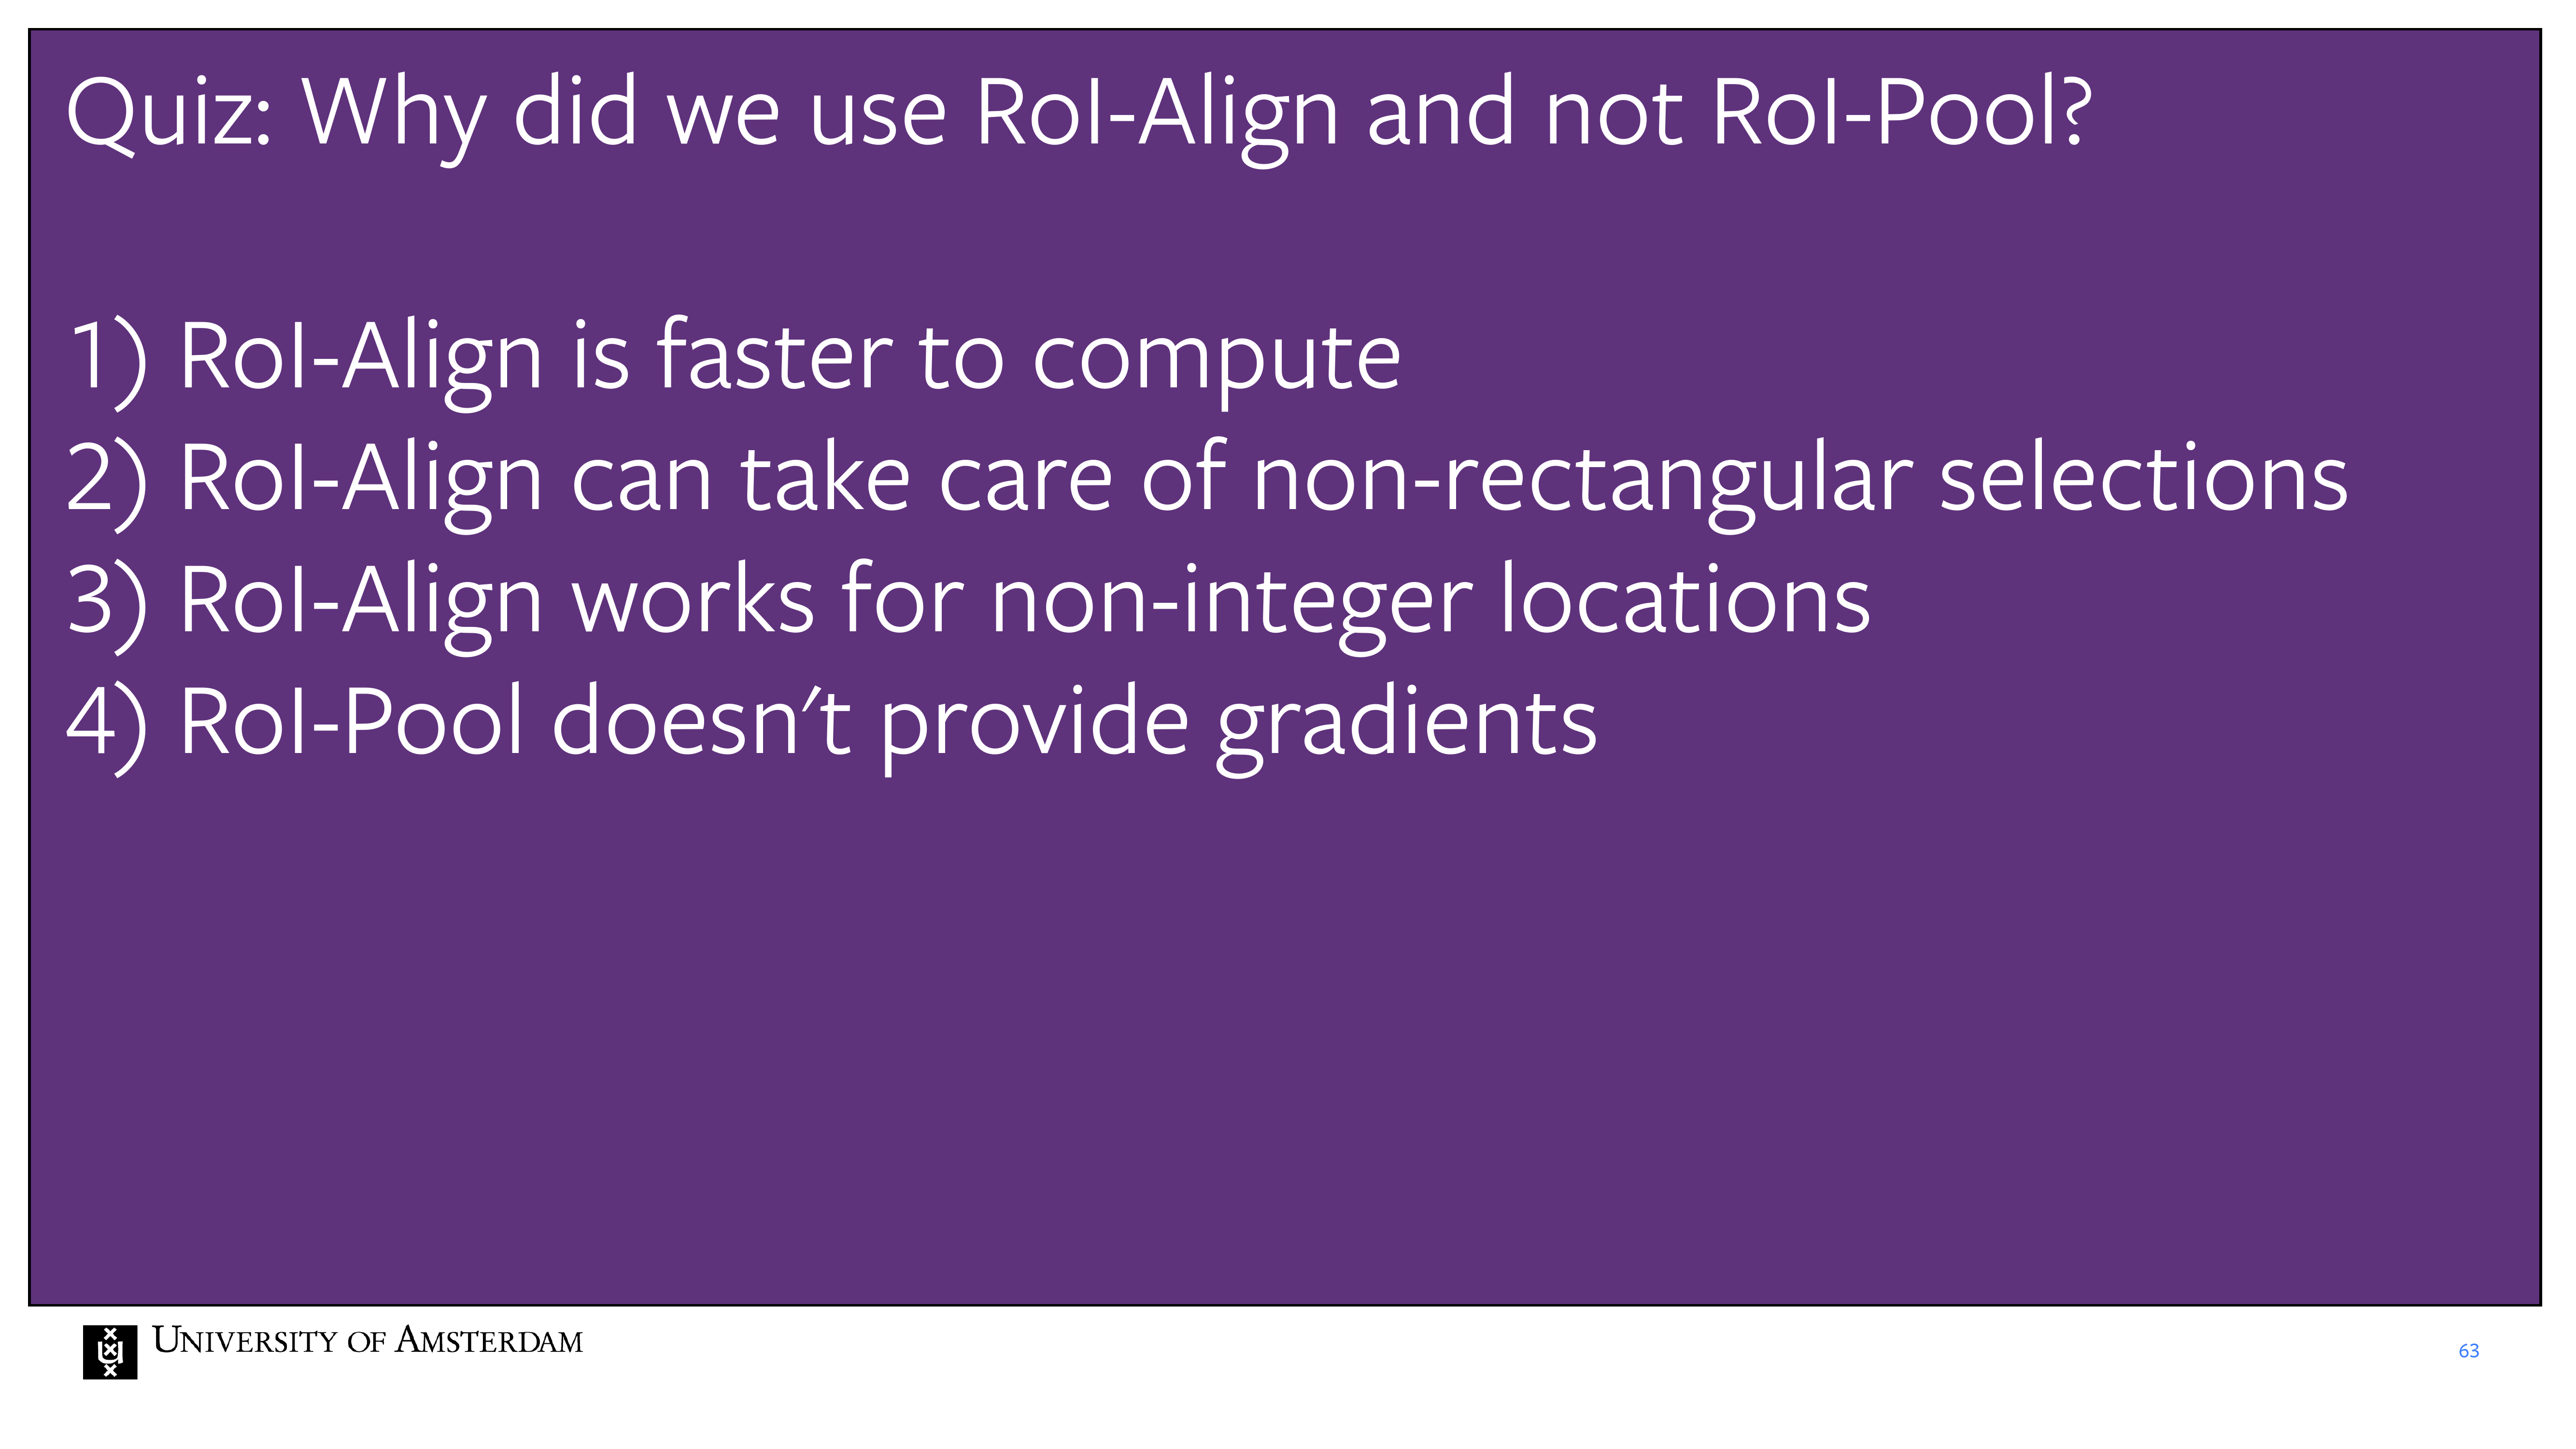 Quiz: Why did we use RoI-Align and not RoI-Pool?
1) RoI-Align is faster to compute
2) RoI-Align can take care of non-rectangular selections
3) RoI-Align works for non-integer locations
4) RoI-Pool doesn't provide gradients
UNIVERSITY OF AMSTERDAM
63